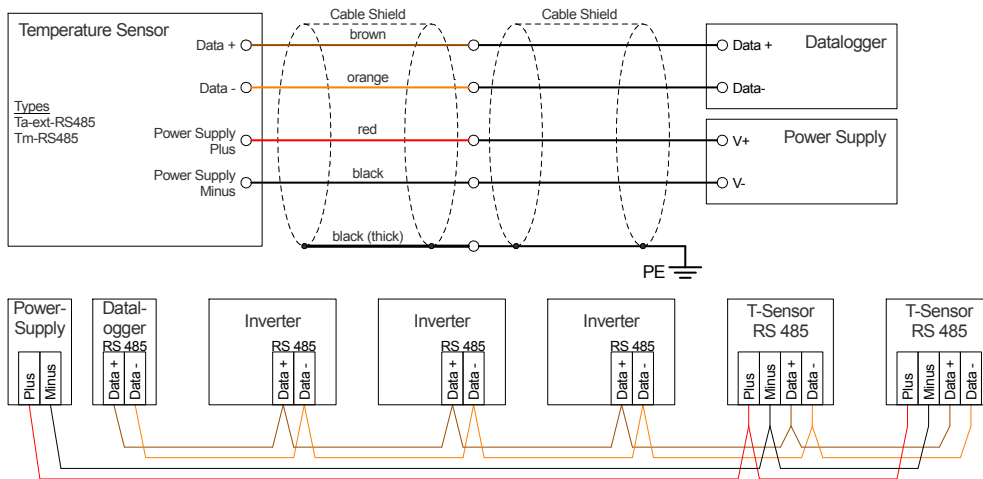 Cable Shield
Cable Shield
Temperature Sensor
Data +
brown
Data +
Datalogger
Data -
orange
Data-
Types
Ta-ext-RS485
Tm-RS485
Power Supply
Plus
red
V+
Power Supply
Power Supply
Minus
black
V-
black (thick)
PE
Power-
Supply
Plus
Minus
Datal-
ogger
RS 485
Data +
Data -
Inverter
RS 485
Data +
Data -
Inverter
RS 485
Data +
Data -
Inverter
RS 485
Data +
Data -
T-Sensor
RS 485
Plus
Minus
Data +
Data -
T-Sensor
RS 485
Plus
Minus
Data +
Data -